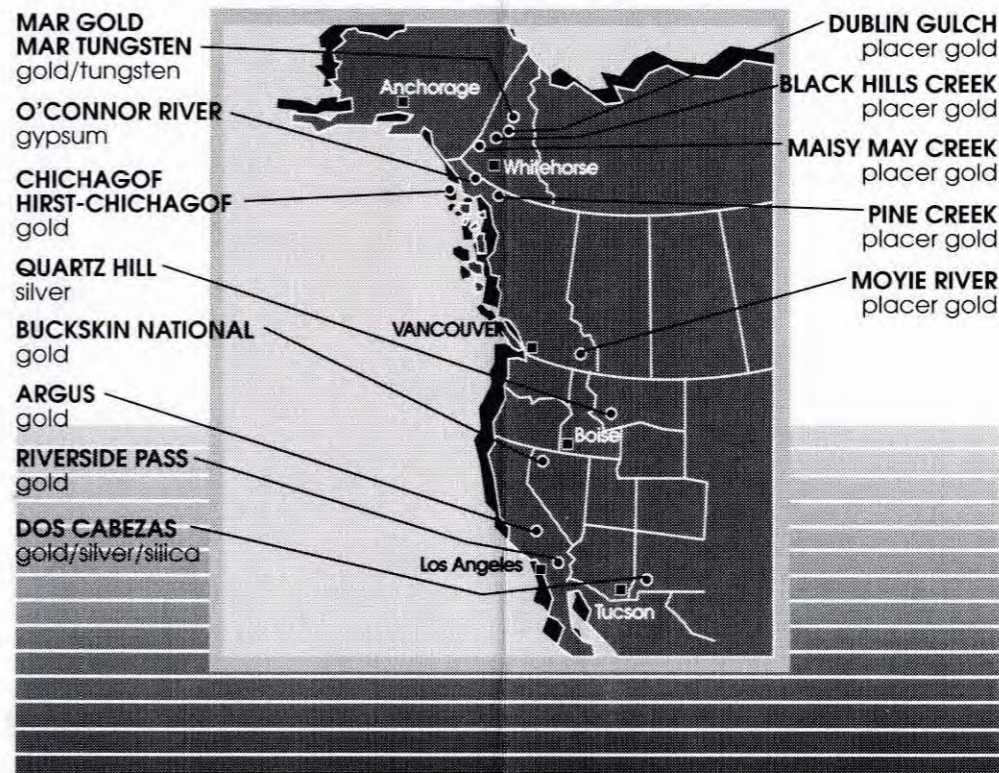 MAR GOLD
MAR TUNGSTEN
gold/tungsten
O'CONNOR RIVER
gypsum
CHICHAGOF
HIRST-CHICHAGOF
gold
QUARTZ HILL
silver
BUCKSKIN NATIONAL
gold
ARGUS
gold
RIVERSIDE PASS
gold
DOS CABEZAS
gold/silver/silica
Anchorage
Whitehorse
VANCOUVER
Boise
Los Angeles
Tucson
DUBLIN GULCH
placer gold
BLACK HILLS CREEK
placer gold
MAISY MAY CREEK
placer gold
PINE CREEK
placer gold
MOYIE RIVER
placer gold